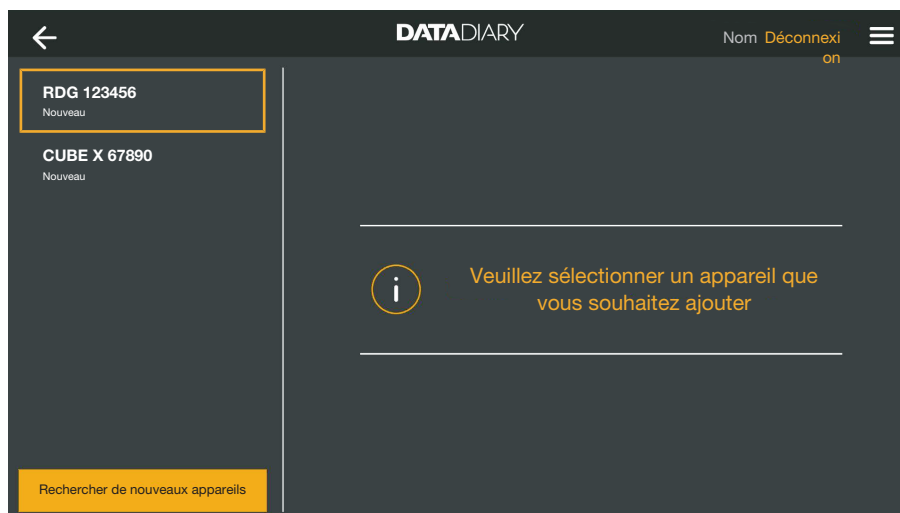 DATADIARY
Nom Déconnexi
on
RDG 123456
Nouveau
CUBE X 67890
Nouveau
Veuillez sélectionner un appareil que
vous souhaitez ajouter
Rechercher de nouveaux appareils